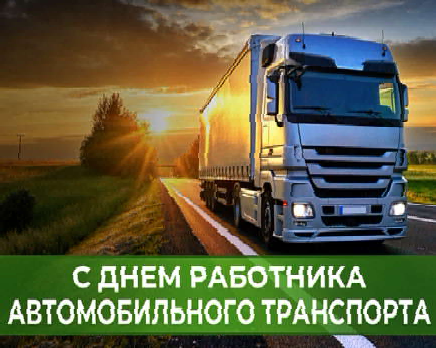 С ДНЕМ РАБОТНИКА
АВТОМОБИЛЬНОГО ТРАНСПОРТА